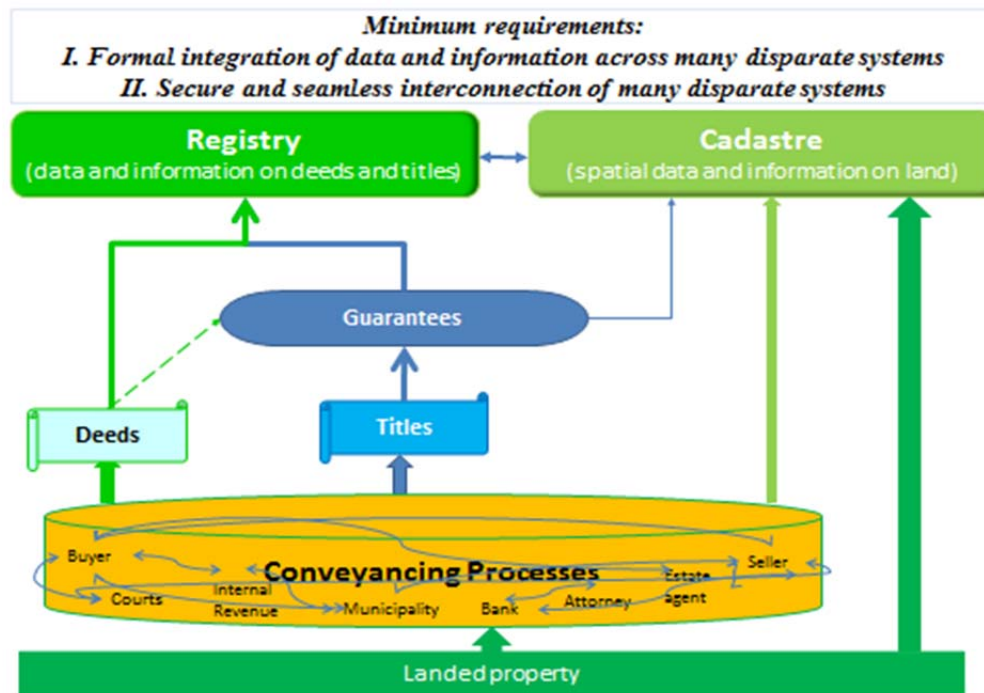 Minimum requirements:
I. Formal integration of data and information across many disparate systems
II. Secure and seamless interconnection of many disparate systems
Registry
(data and information on deeds and titles)
Cadastre
(spatial data and information on land)
Guarantees
Deeds
Titles
Buyer
Seller
Conveyancing Processes
Estate
agent
Courts
Internal
Revenue
Municipality
Bank
Attorney
Landed property